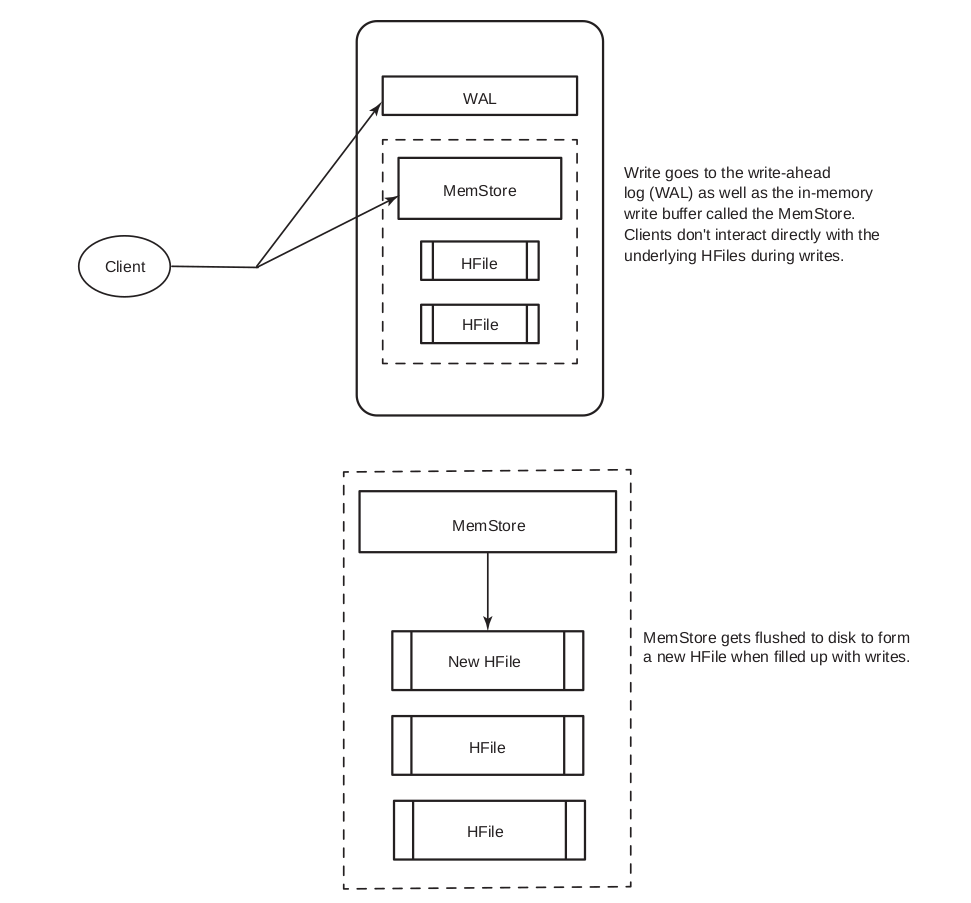 WAL
MemStore
HFile
HFile
Client
Write goes to the write-ahead
log (WAL) as well as the in-memory
write buffer called the MemStore.
Clients don't interact directly with the
underlying HFiles during writes.
MemStore
New HFile
HFile
HFile
MemStore gets flushed to disk to form
a new HFile when filled up with writes.